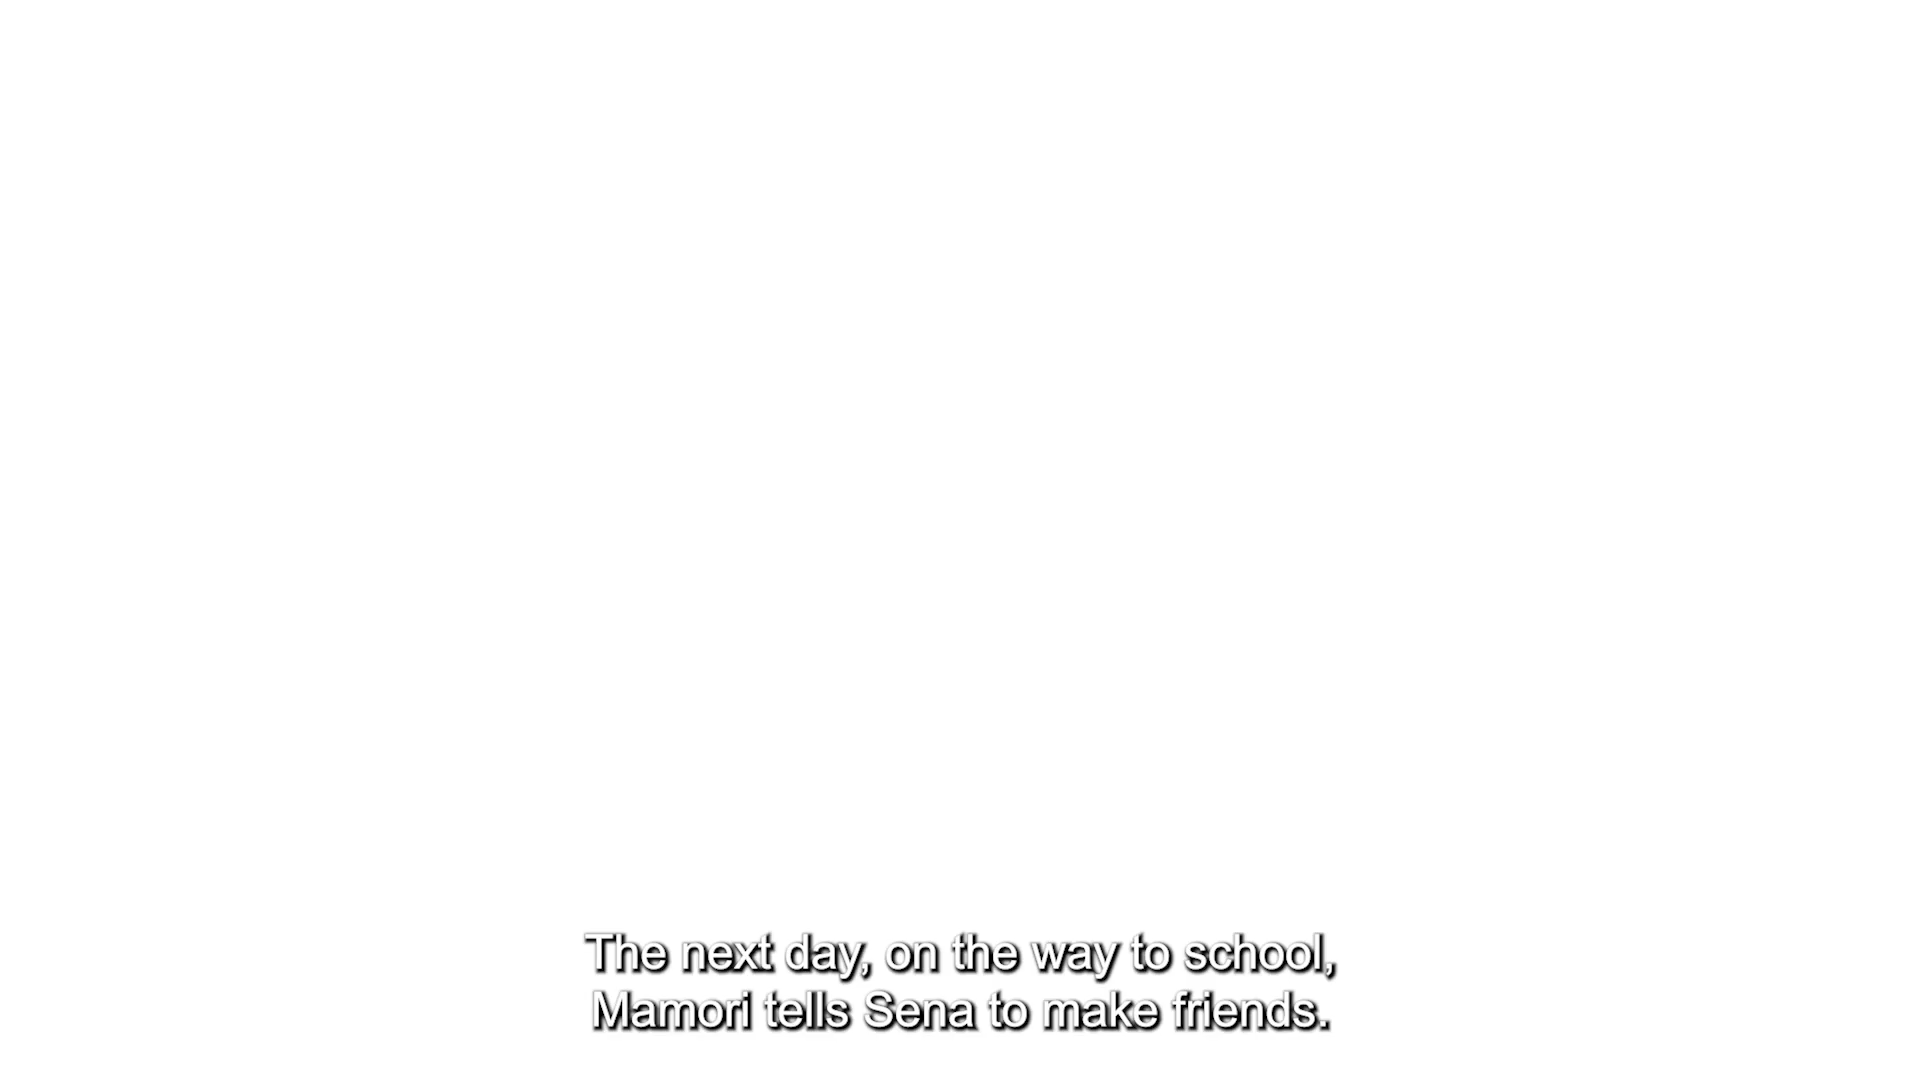 The next day, on the way to school,
Mamori tells Sena to make friends.